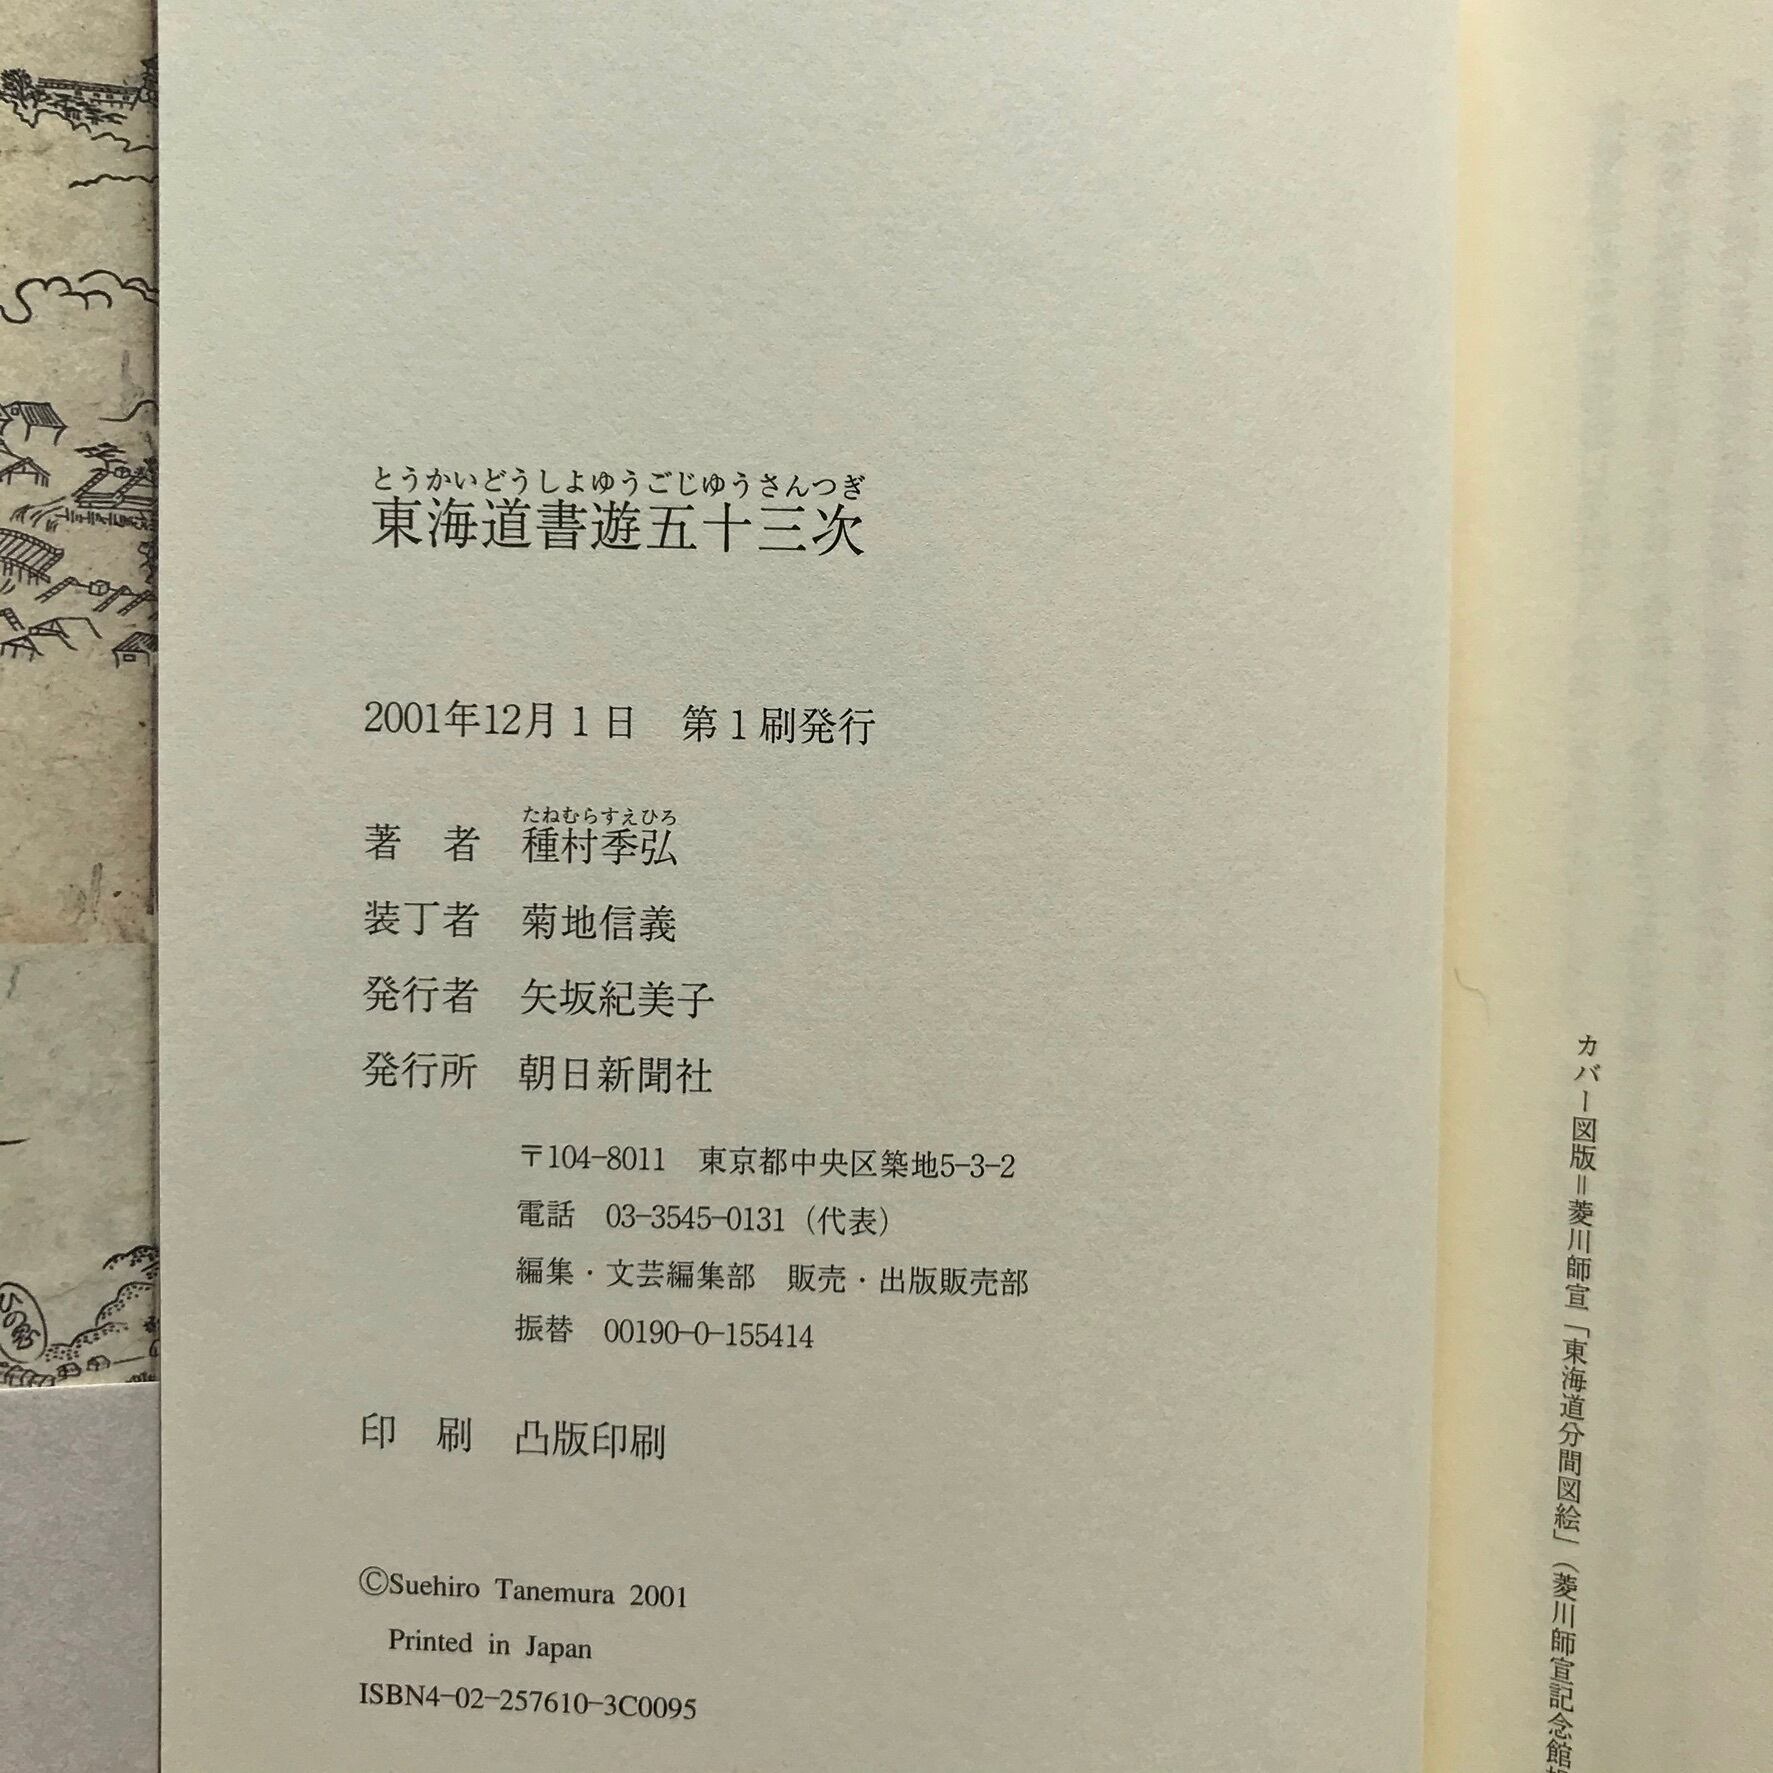 とうかいどうしよゆうごじゆうさんつぎ
東海道書遊五十三次
2001年12月1日　第1刷発行
たねむらすえひろ
著　者　種村季弘
装丁者　菊地信義
発行者　矢坂紀美子
発行所　朝日新聞社
〒104-8011　東京都中央区築地5-3-2
電話　03-3545-0131（代表）
編集・文芸編集部　販売・出版販売部
振替　00190-0-155414
印　刷　凸版印刷
©Suehiro Tanemura 2001
Printed in Japan
ISBN4-02-257610-3C0095
カバー図版＝菱川師宣「東海道分間図絵」（菱川師宣記念館